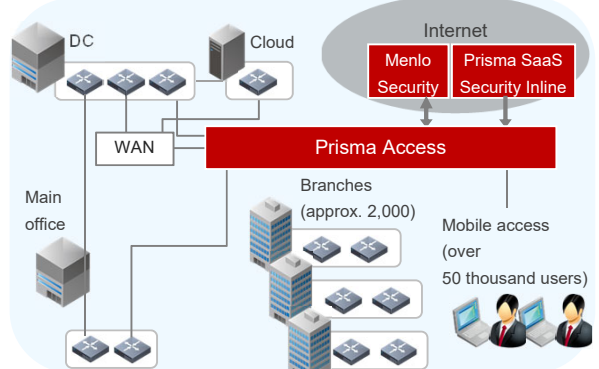 DC
Cloud
Internet
Menlo
Security
Prisma SaaS
Security Inline
WAN
Prisma Access
Main
office
Branches
(approx. 2,000)
Mobile access
(over
50 thousand users)